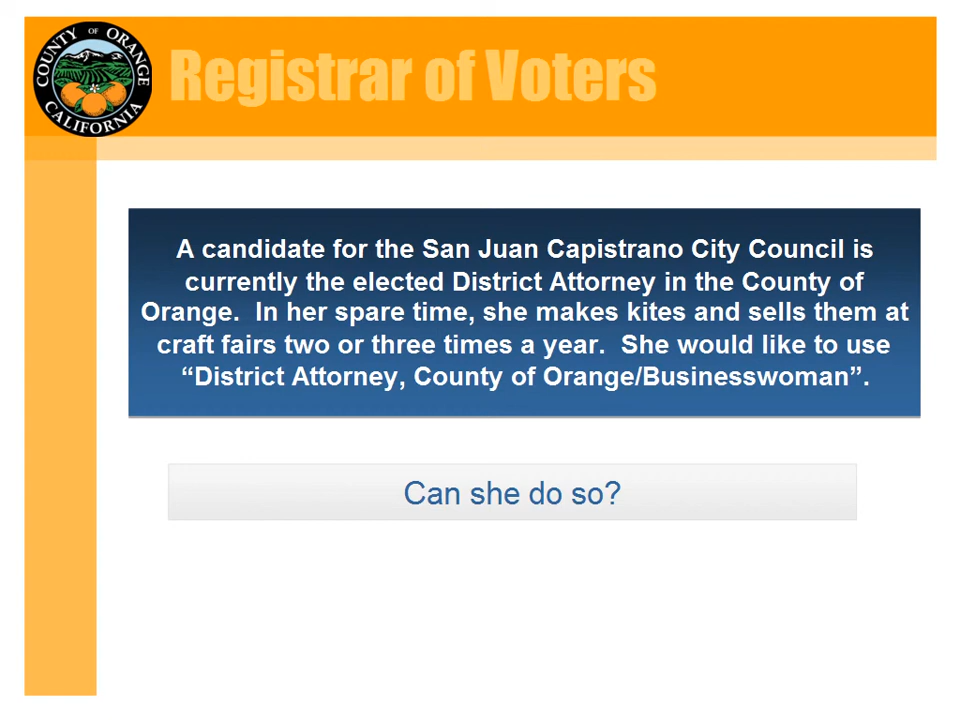 COUNTY OF ORANGE
CALIFORNIA
Registrar of Voters
A candidate for the San Juan Capistrano City Council is
currently the elected District Attorney in the County of
Orange.  In her spare time, she makes kites and sells them at
craft fairs two or three times a year.  She would like to use
“District Attorney, County of Orange/Businesswoman”.
Can she do so?